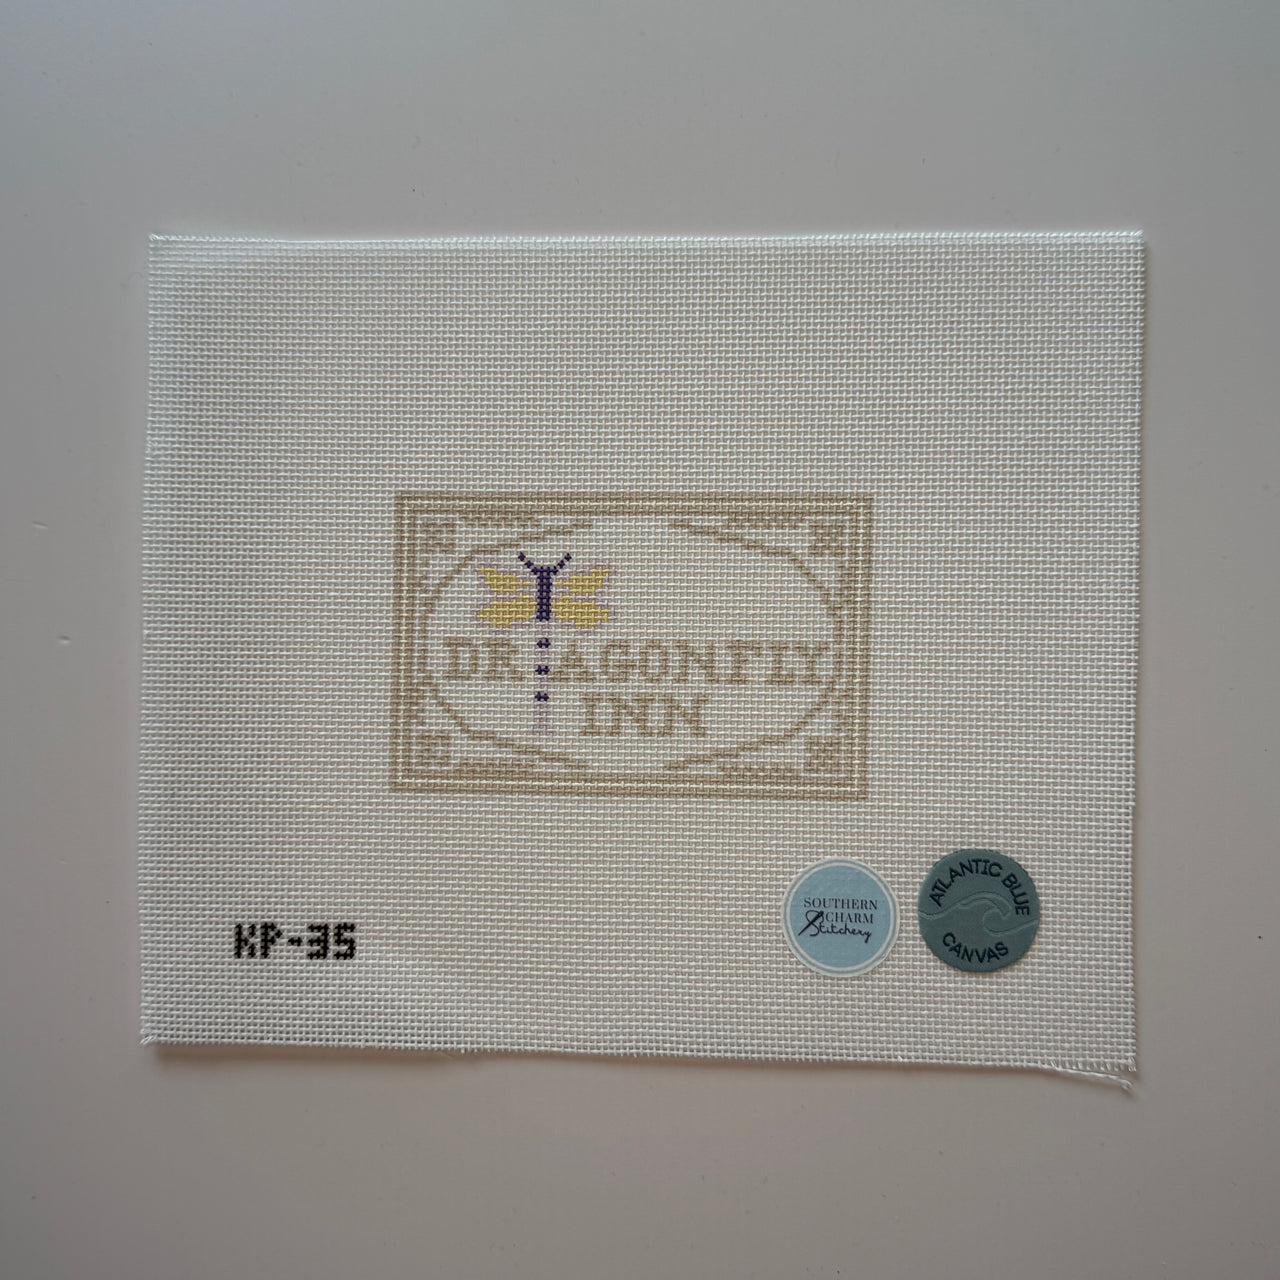 DRAGONFLY
INN
KP-35
SOUTHERN
CHARM
Stitchery
ATLANTIC BLUE
CANVAS